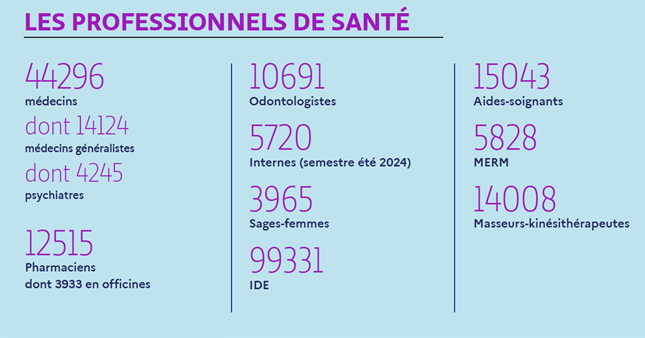 LES PROFESSIONNELS DE SANTÉ
44296
médecins
dont 14124
médecins généralistes
dont 4245
psychiatres
12515
Pharmaciens
dont 3933 en officines
10691
Odontologistes
5720
Internes (semestre été 2024)
3965
Sages-femmes
99331
IDE
15043
Aides-soignants
5828
MERM
14008
Masseurs-kinésithérapeutes